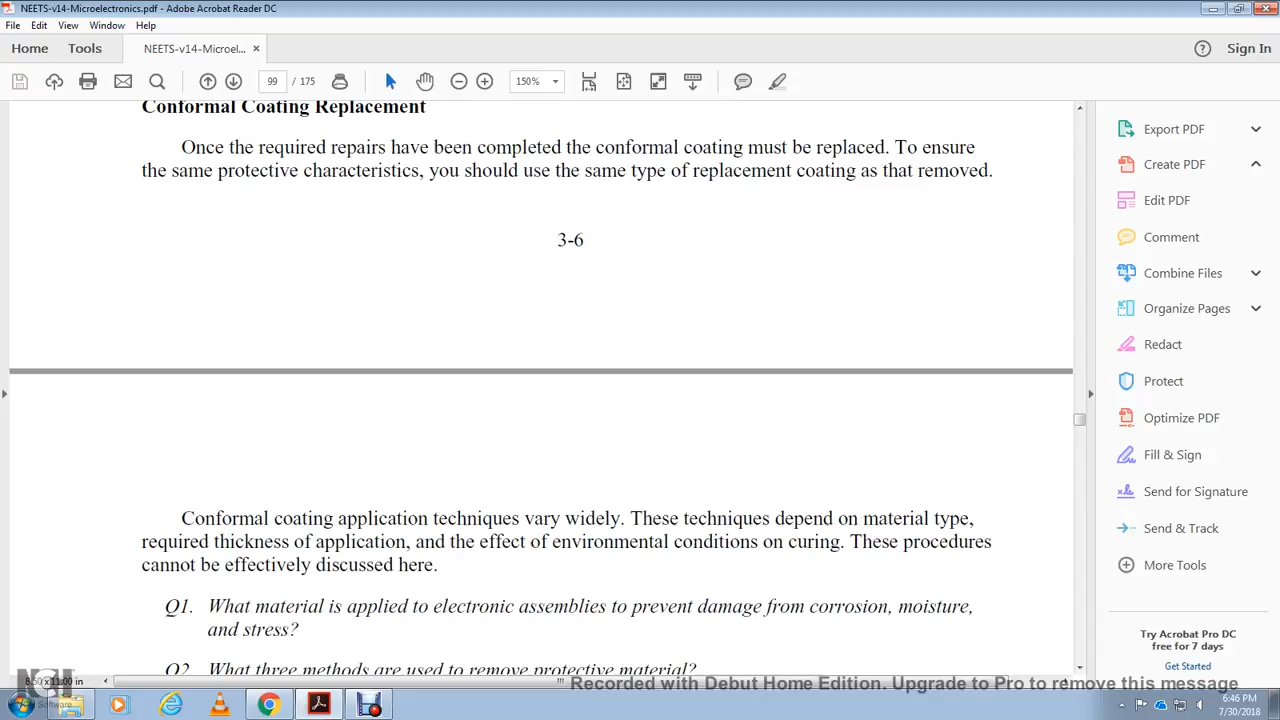 NEETS-v14-Microelectronics.pdf - Adobe Acrobat Reader DC
File Edit View Window Help
Home Tools NEETS-v14-Microel... × Sign In
99 / 175 150%
Conformal Coating Replacement
Once the required repairs have been completed the conformal coating must be replaced. To ensure
the same protective characteristics, you should use the same type of replacement coating as that removed.
3-6
Conformal coating application techniques vary widely. These techniques depend on material type,
required thickness of application, and the effect of environmental conditions on curing. These procedures
cannot be effectively discussed here.
Q1. What material is applied to electronic assemblies to prevent damage from corrosion, moisture,
and stress?
Q2. What three methods are used to remove protective material?
Export PDF
Create PDF
Edit PDF
Comment
Combine Files
Organize Pages
Redact
Protect
Optimize PDF
Fill & Sign
Send for Signature
Send & Track
More Tools
Try Acrobat Pro DC
free for 7 days
Get Started
8.50 x 11.00 in
Recorded with Debut Home Edition. Upgrade to Pro to remove this message
Software
6:46 PM
7/30/2018